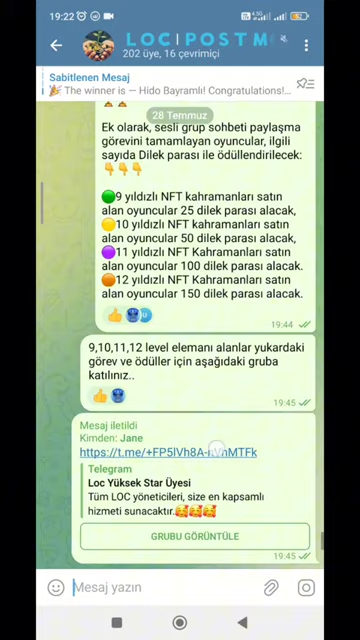 19:22
LOC|POSTM
202 üye, 16 çevrimiçi
Sabitlenen Mesaj
🎉 The winner is — Hido Bayramlı! Congratulations!...
28 Temmuz
Ek olarak, sesli grup sohbeti paylaşma
görevini tamamlayan oyuncular, ilgili
sayıda Dilek parası ile ödüllendirilecek:
👇👇👇
🟢9 yıldızlı NFT kahramanları satın
alan oyuncular 25 dilek parası alacak,
🟡10 yıldızlı NFT kahramanları satın
alan oyuncular 50 dilek parası alacak,
🟣11 yıldızlı NFT kahramanları satın
alan oyuncular 100 dilek parası alacak.
🟠12 yıldızlı NFT Kahramanları satın
alan oyuncular 150 dilek parası alacak.
19:44
9,10,11,12 level elemanı alanlar yukardaki
görev ve ödüller için aşağıdaki gruba
katılınız..
19:45
Mesaj iletildi
Kimden: Jane
Telegram
Loc Yüksek Star Üyesi
Tüm LOC yöneticileri, size en kapsamlı
hizmeti sunacaktır.🥰🥰🥰
GRUBU GÖRÜNTÜLE
19:45
Mesaj yazın